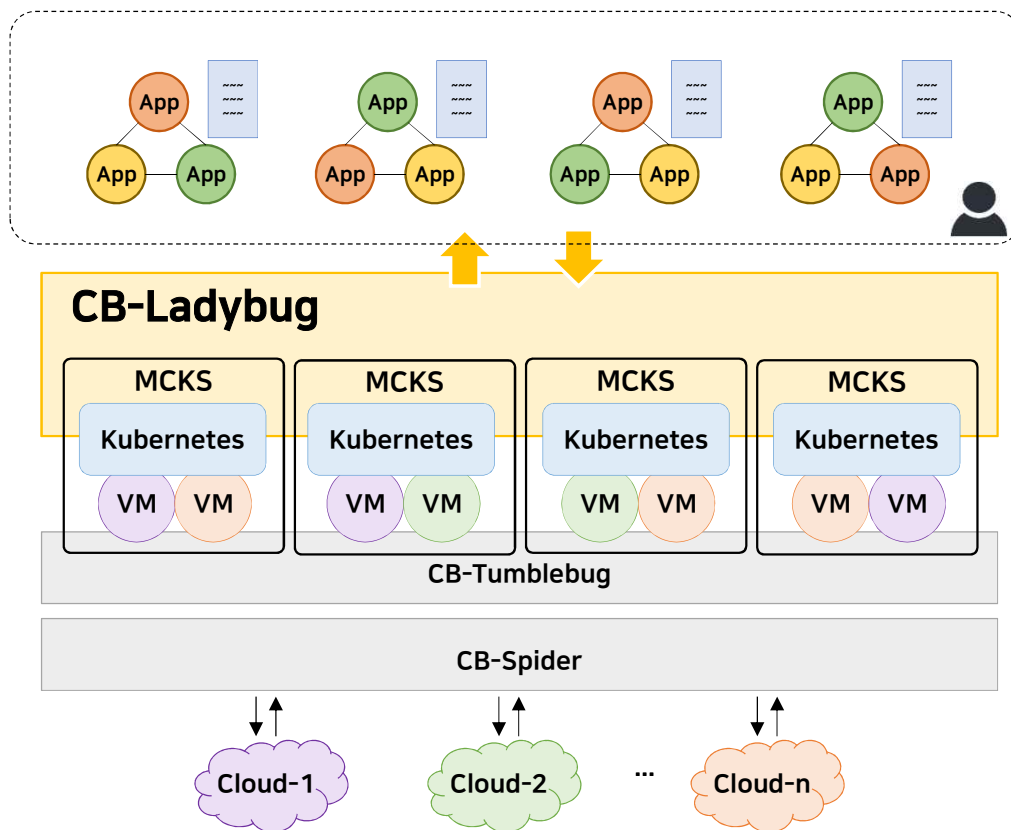 App App App App
~~~ ~~~ ~~~ ~~~
~~~ ~~~ ~~~ ~~~
~~~ ~~~ ~~~ ~~~
App App App App App App App App
CB-Ladybug
MCKS MCKS MCKS MCKS
Kubernetes Kubernetes Kubernetes Kubernetes
VM VM VM VM VM VM VM VM
CB-Tumblebug
CB-Spider
Cloud-1 Cloud-2 ... Cloud-n